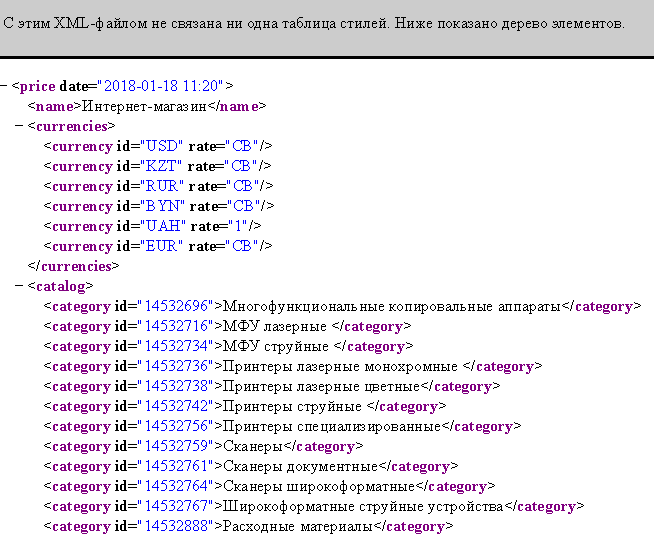 С этим XML-файлом не связана ни одна таблица стилей. Ниже показано дерево элементов.
− <price date="2018-01-18 11:20">
<name>Интернет-магазин</name>
− <currencies>
<currency id="USD" rate="CB"/>
<currency id="KZT" rate="CB"/>
<currency id="RUR" rate="CB"/>
<currency id="BYN" rate="CB"/>
<currency id="UAH" rate="1"/>
<currency id="EUR" rate="CB"/>
</currencies>
− <catalog>
<category id="14532696">Многофункциональные копировальные аппараты</category>
<category id="14532716">МФУ лазерные </category>
<category id="14532734">МФУ струйные </category>
<category id="14532736">Принтеры лазерные монохромные </category>
<category id="14532738">Принтеры лазерные цветные</category>
<category id="14532742">Принтеры струйные </category>
<category id="14532756">Принтеры специализированные</category>
<category id="14532759">Сканеры</category>
<category id="14532761">Сканеры документные</category>
<category id="14532764">Сканеры широкоформатные</category>
<category id="14532767">Широкоформатные струйные устройства</category>
<category id="14532888">Расходные материалы</category>